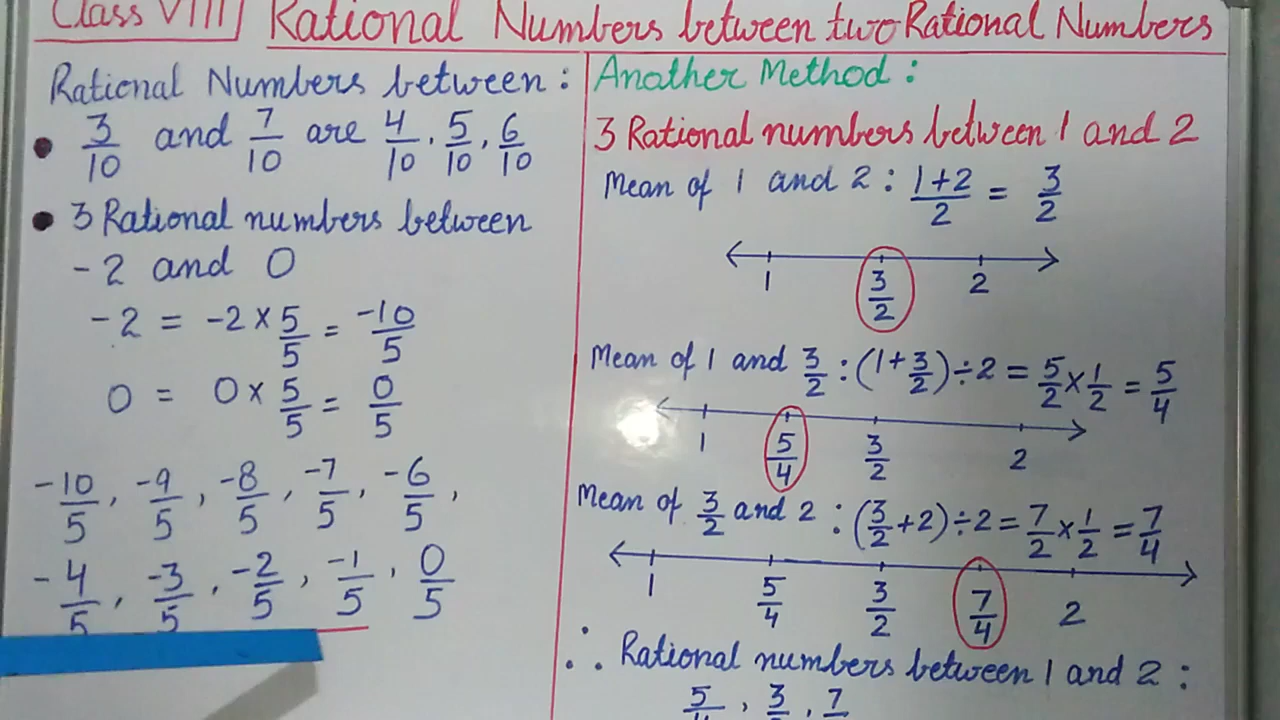 Class VIII Rational Numbers between two Rational Numbers
Rational Numbers between :
• 3/10 and 7/10 are 4/10, 5/10, 6/10
• 3 Rational numbers between
-2 and 0
-2 = -2 × 5/5 = -10/5
0 = 0 × 5/5 = 0/5
-10/5, -9/5, -8/5, -7/5, -6/5,
-4/5, -3/5, -2/5, -1/5, 0/5
Another Method :
3 Rational numbers between 1 and 2
Mean of 1 and 2 : 1+2/2 = 3/2
1 3/2 2
Mean of 1 and 3/2 : (1 + 3/2) ÷ 2 = 5/2 × 1/2 = 5/4
1 5/4 3/2 2
Mean of 3/2 and 2 : (3/2 + 2) ÷ 2 = 7/2 × 1/2 = 7/4
1 5/4 3/2 7/4 2
∴ Rational numbers between 1 and 2 :
5/4, 3/2, 7/